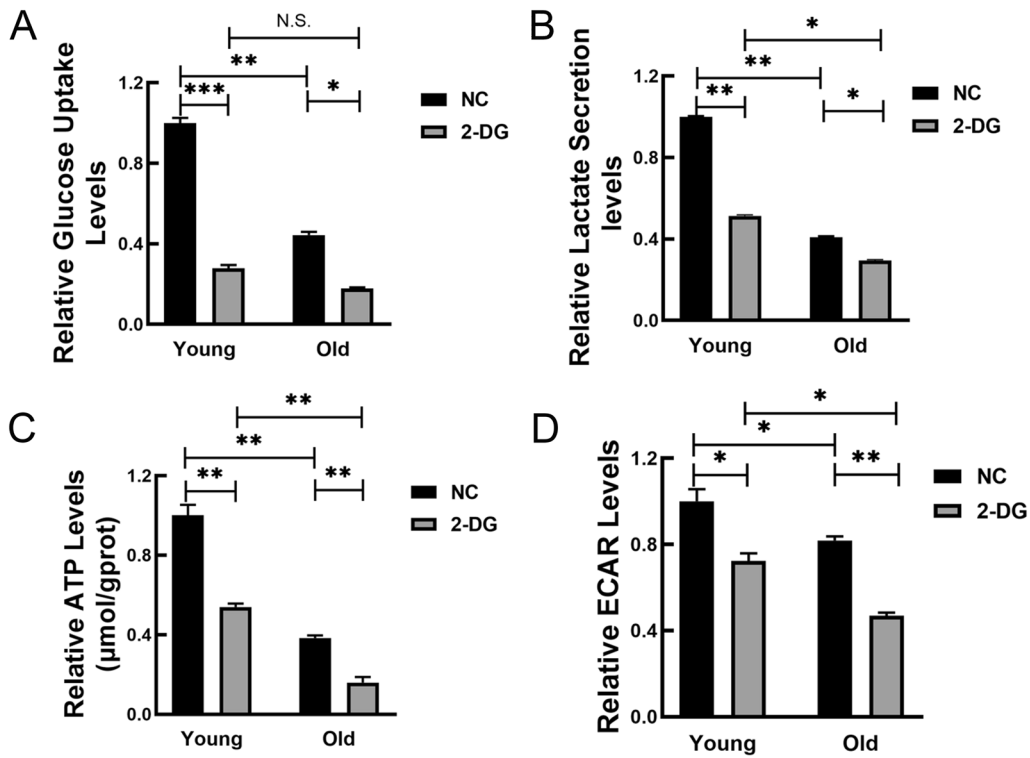 A
N.S.
**
***
*
Relative Glucose Uptake
Levels
1.2
0.8
0.4
0.0
Young
Old
NC
2-DG
B
*
**
**
*
Relative Lactate Secretion
levels
1.2
0.8
0.4
0.0
Young
Old
NC
2-DG
C
**
**
**
**
Relative ATP Levels
(μmol/gprot)
1.2
0.8
0.4
0.0
Young
Old
NC
2-DG
D
*
*
*
**
Relative ECAR Levels
1.2
0.8
0.4
0.0
Young
Old
NC
2-DG